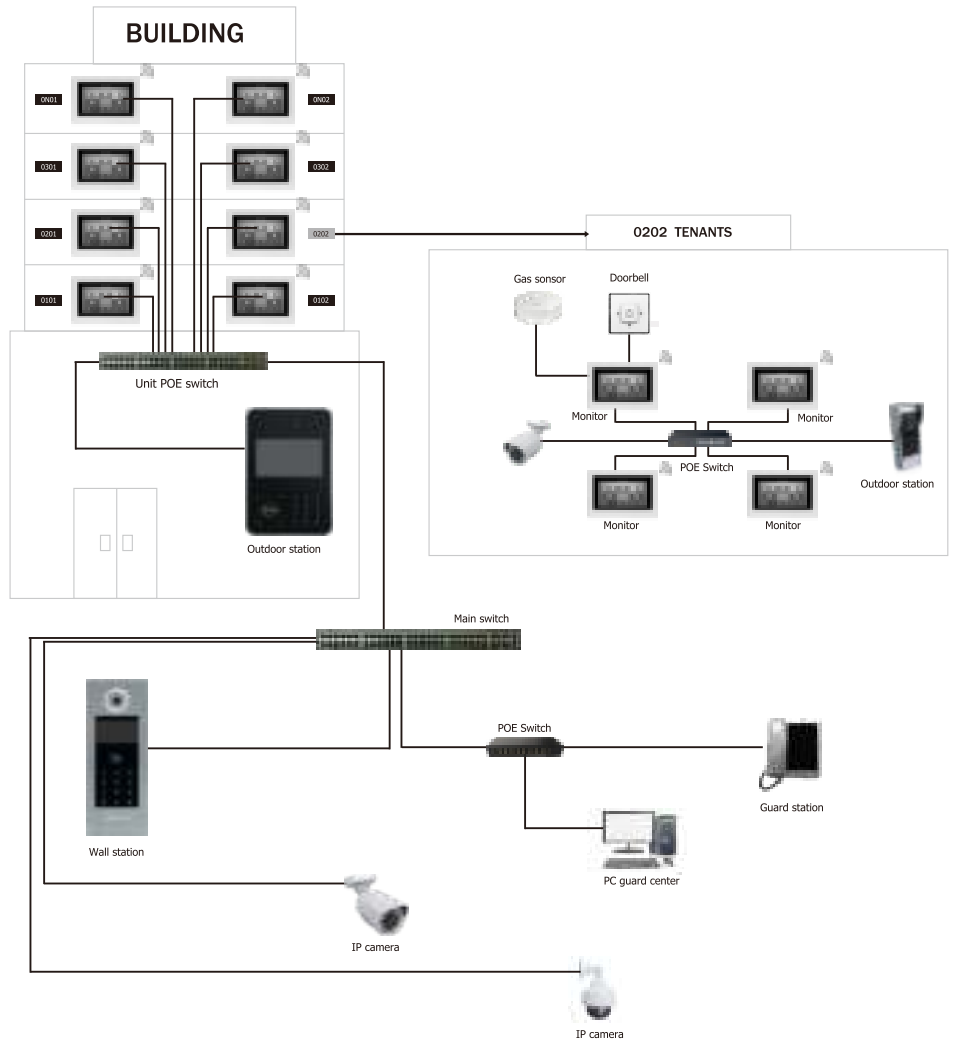 BUILDING
0N01
0N02
0301
0302
0201
0202
0101
0102
Unit POE switch
Outdoor station
0202 TENANTS
Gas sonsor
Doorbell
Monitor
Monitor
POE Switch
Outdoor station
Monitor
Monitor
Main switch
POE Switch
Guard station
Wall station
PC guard center
IP camera
IP camera